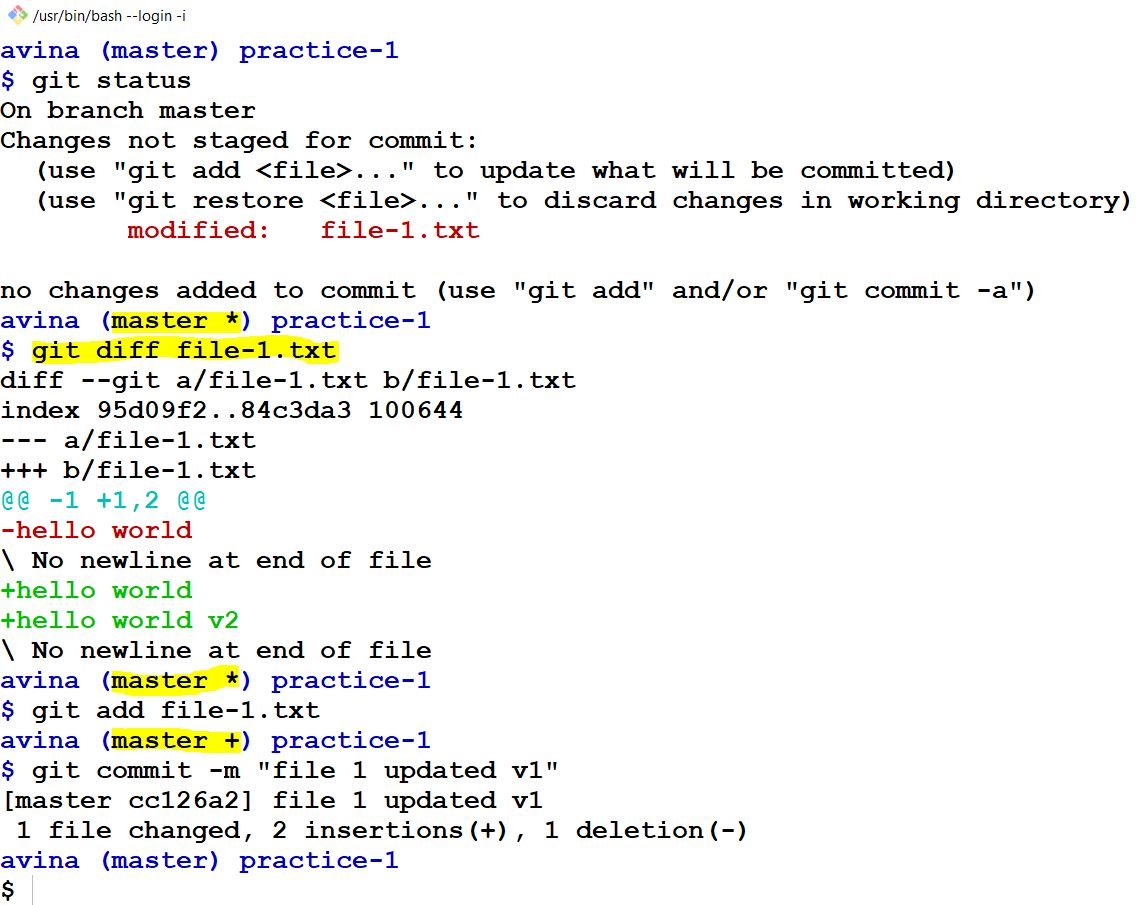 /usr/bin/bash --login -i
avina (master) practice-1
$ git status
On branch master
Changes not staged for commit:
  (use "git add <file>..." to update what will be committed)
  (use "git restore <file>..." to discard changes in working directory)
        modified:   file-1.txt

no changes added to commit (use "git add" and/or "git commit -a")
avina (master *) practice-1
$ git diff file-1.txt
diff --git a/file-1.txt b/file-1.txt
index 95d09f2..84c3da3 100644
--- a/file-1.txt
+++ b/file-1.txt
@@ -1 +1,2 @@
-hello world
\ No newline at end of file
+hello world
+hello world v2
\ No newline at end of file
avina (master *) practice-1
$ git add file-1.txt
avina (master +) practice-1
$ git commit -m "file 1 updated v1"
[master cc126a2] file 1 updated v1
 1 file changed, 2 insertions(+), 1 deletion(-)
avina (master) practice-1
$